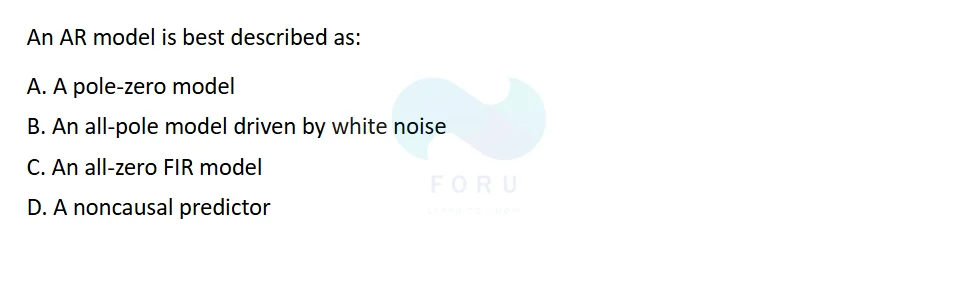 An AR model is best described as:
A. A pole-zero model
B. An all-pole model driven by white noise
C. An all-zero FIR model
D. A noncausal predictor
FORU